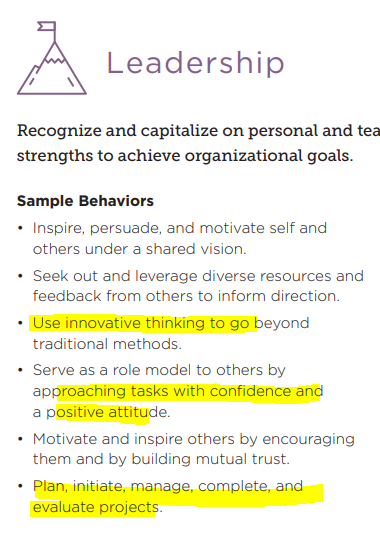 Leadership
Recognize and capitalize on personal and tea
strengths to achieve organizational goals.
Sample Behaviors
• Inspire, persuade, and motivate self and
others under a shared vision.
• Seek out and leverage diverse resources and
feedback from others to inform direction.
• Use innovative thinking to go beyond
traditional methods.
• Serve as a role model to others by
approaching tasks with confidence and
a positive attitude.
• Motivate and inspire others by encouraging
them and by building mutual trust.
• Plan, initiate, manage, complete, and
evaluate projects.